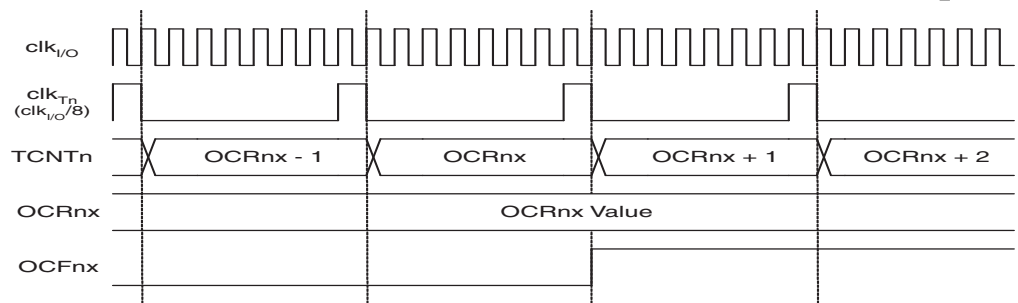 clkI/O
clkTn
(clkI/O/8)
TCNTn OCRnx - 1 OCRnx OCRnx + 1 OCRnx + 2
OCRnx OCRnx Value
OCFnx